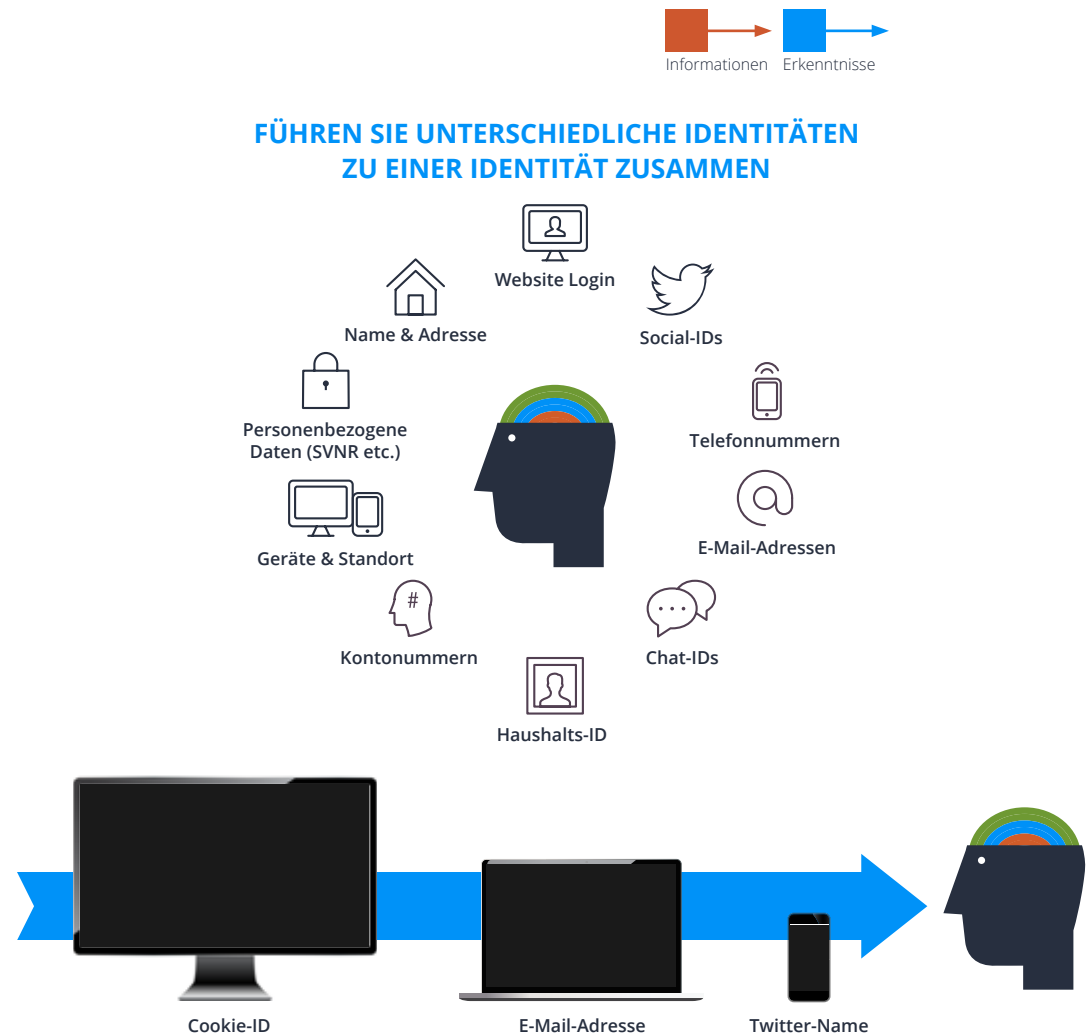 Informationen Erkenntnisse
FÜHREN SIE UNTERSCHIEDLICHE IDENTITÄTEN
ZU EINER IDENTITÄT ZUSAMMEN
Website Login
Name & Adresse
Social-IDs
Personenbezogene
Daten (SVNR etc.)
Telefonnummern
Geräte & Standort
E-Mail-Adressen
#
Kontonummern
Chat-IDs
Haushalts-ID
Cookie-ID
E-Mail-Adresse
Twitter-Name